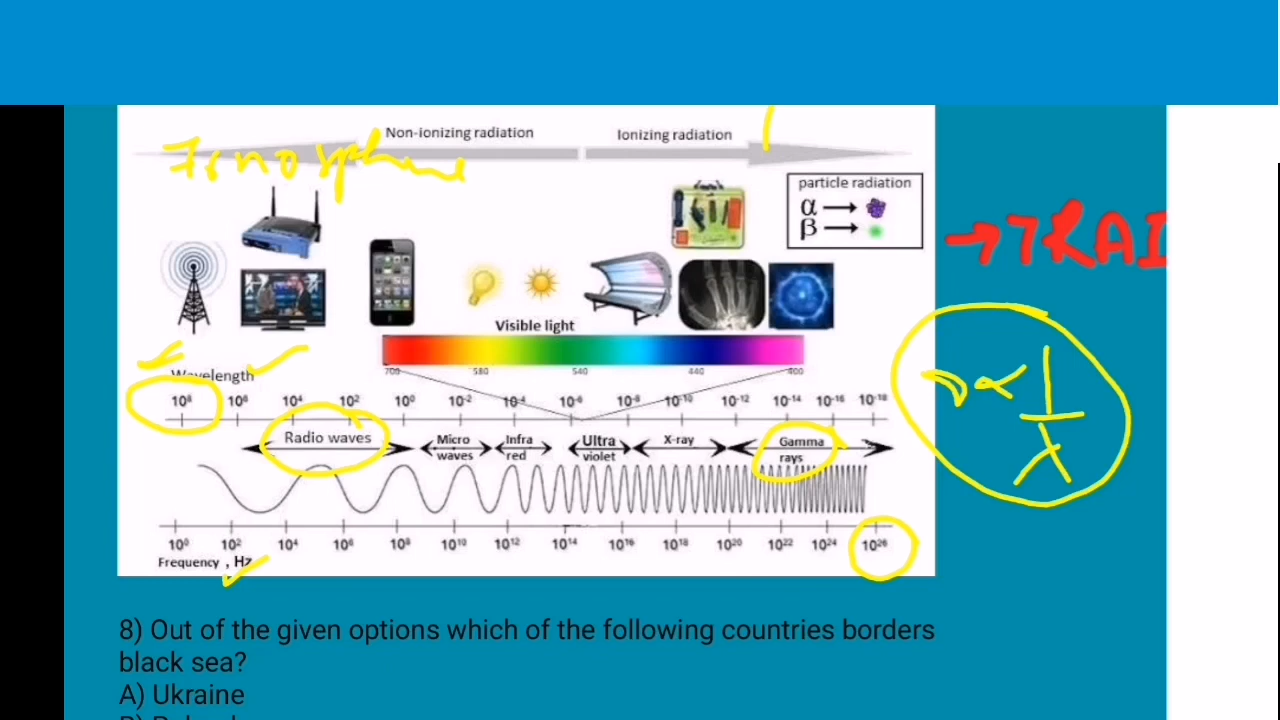 Non-ionizing radiation
Ionizing radiation
Ionosphere
particle radiation
α
β
→ TRAI
Visible light
700 580 540 440 400
ν ∝ 1/λ
Wavelength
10⁸ 10⁶ 10⁴ 10² 10⁰ 10⁻² 10⁻⁴ 10⁻⁶ 10⁻⁸ 10⁻¹⁰ 10⁻¹² 10⁻¹⁴ 10⁻¹⁶ 10⁻¹⁸
Radio waves
Micro waves
Infra red
Ultra violet
X-ray
Gamma rays
10⁰ 10² 10⁴ 10⁶ 10⁸ 10¹⁰ 10¹² 10¹⁴ 10¹⁶ 10¹⁸ 10²⁰ 10²² 10²⁴ 10²⁶
Frequency , Hz
8) Out of the given options which of the following countries borders
black sea?
A) Ukraine